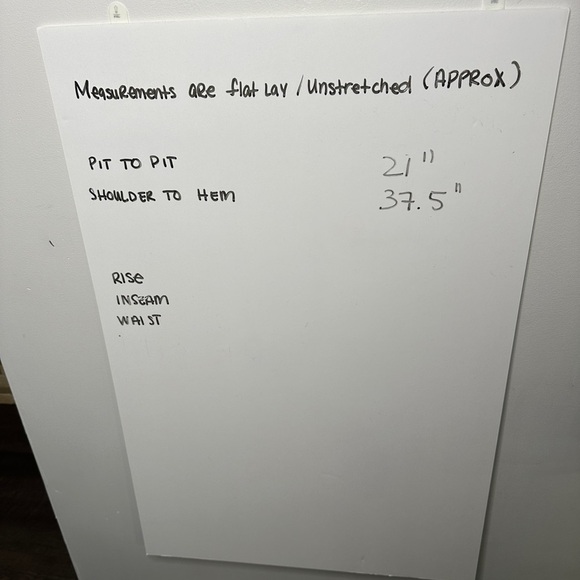 Measurements are flat lay / Unstretched (APPROX)
PIT TO PIT 21"
SHOULDER TO HEM 37.5"
RISE
INSEAM
WAIST